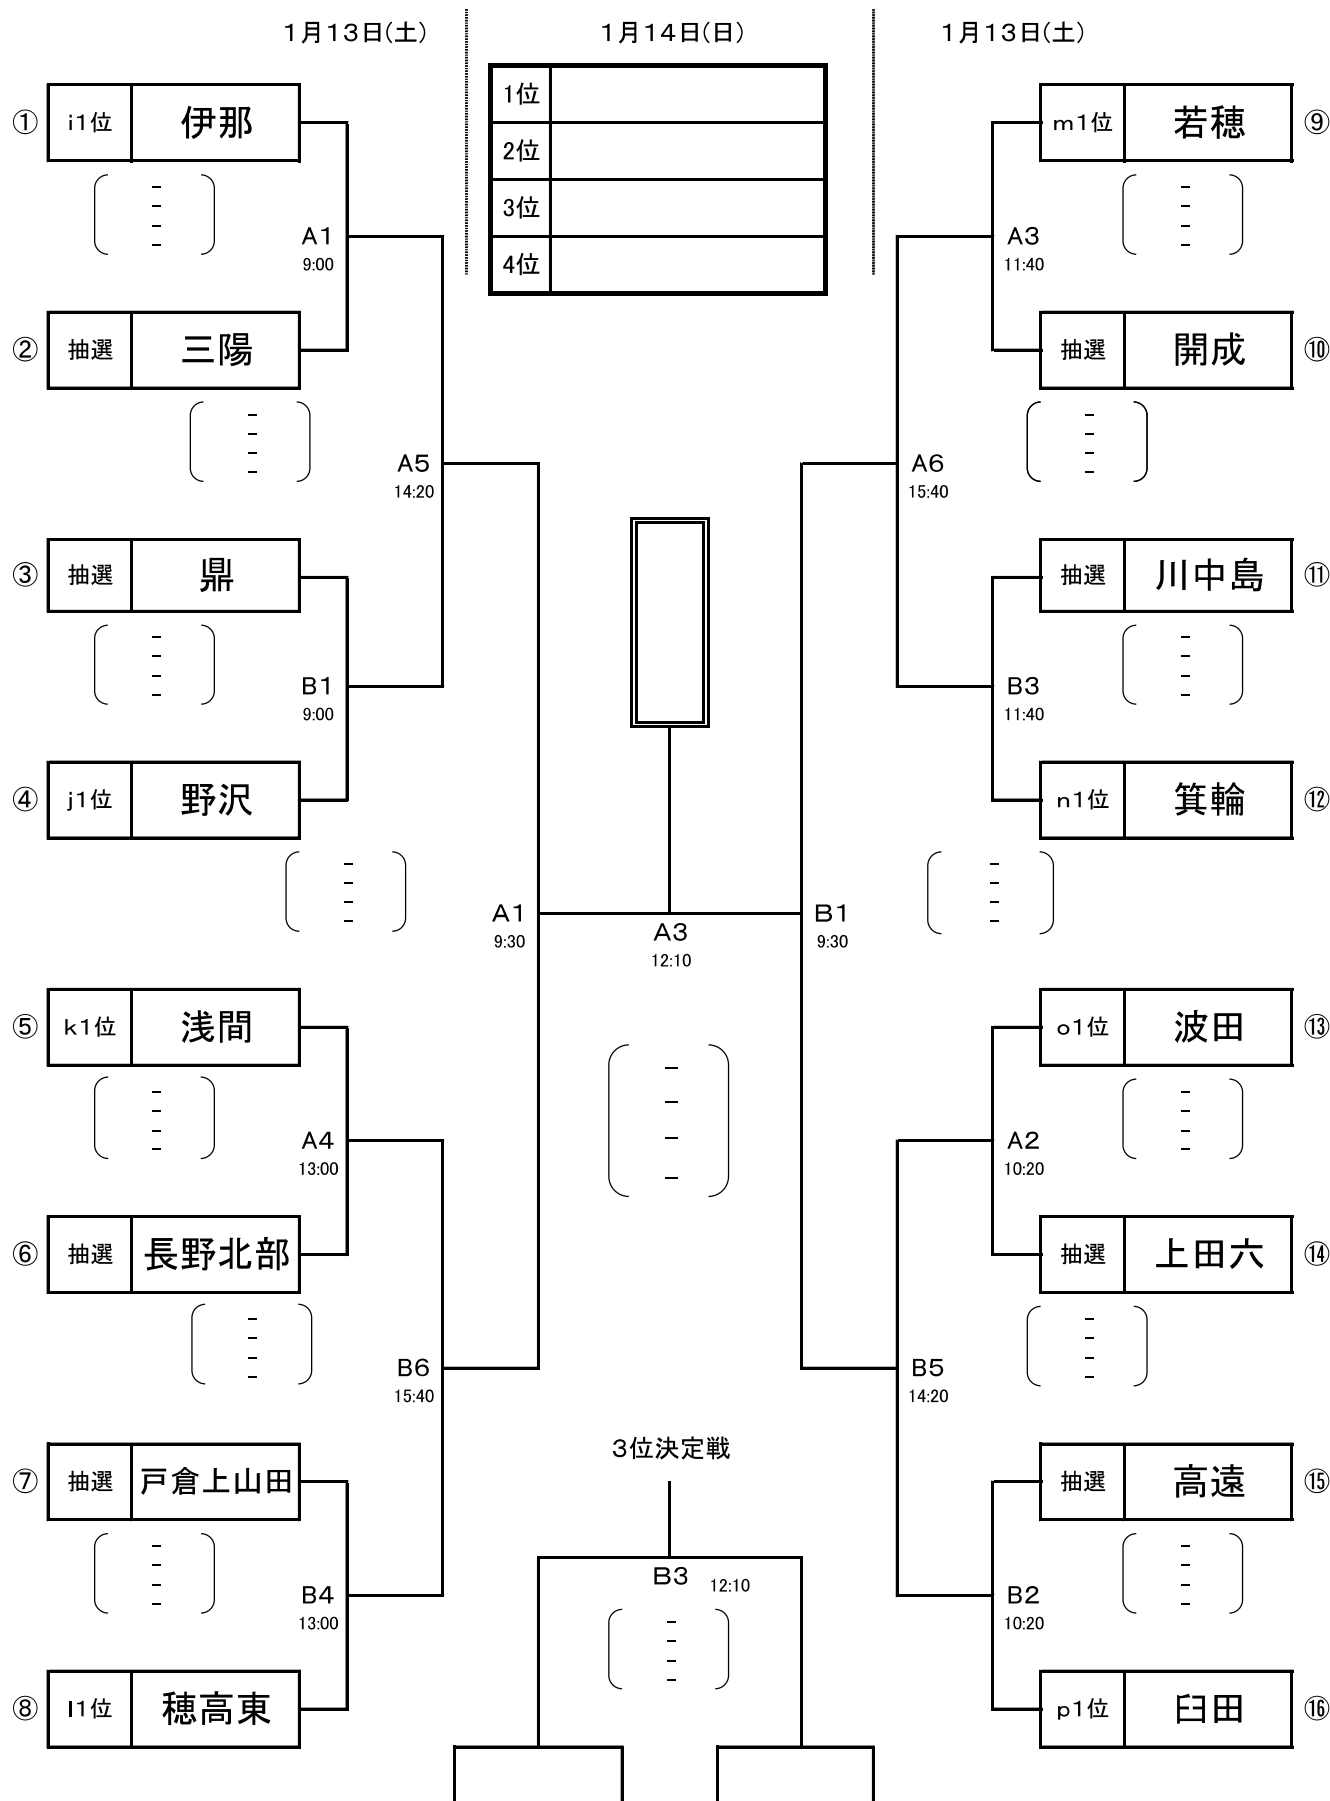 1月13日(土)
1月14日(日)
1月13日(土)
1位
2位
3位
4位
① i1位 伊那
- - - -
A1
9:00
② 抽選 三陽
- - - -
A5
14:20
③ 抽選 鼎
- - - -
B1
9:00
④ j1位 野沢
- - - -
A1
9:30
⑤ k1位 浅間
- - - -
A4
13:00
⑥ 抽選 長野北部
- - - -
B6
15:40
⑦ 抽選 戸倉上山田
- - - -
B4
13:00
⑧ l1位 穂高東
A3
12:10
- - - -
3位決定戦
B3 12:10
- - - -
m1位 若穂 ⑨
- - - -
A3
11:40
抽選 開成 ⑩
- - - -
A6
15:40
抽選 川中島 ⑪
- - - -
B3
11:40
n1位 箕輪 ⑫
- - - -
B1
9:30
o1位 波田 ⑬
- - - -
A2
10:20
抽選 上田六 ⑭
- - - -
B5
14:20
抽選 高遠 ⑮
- - - -
B2
10:20
p1位 臼田 ⑯